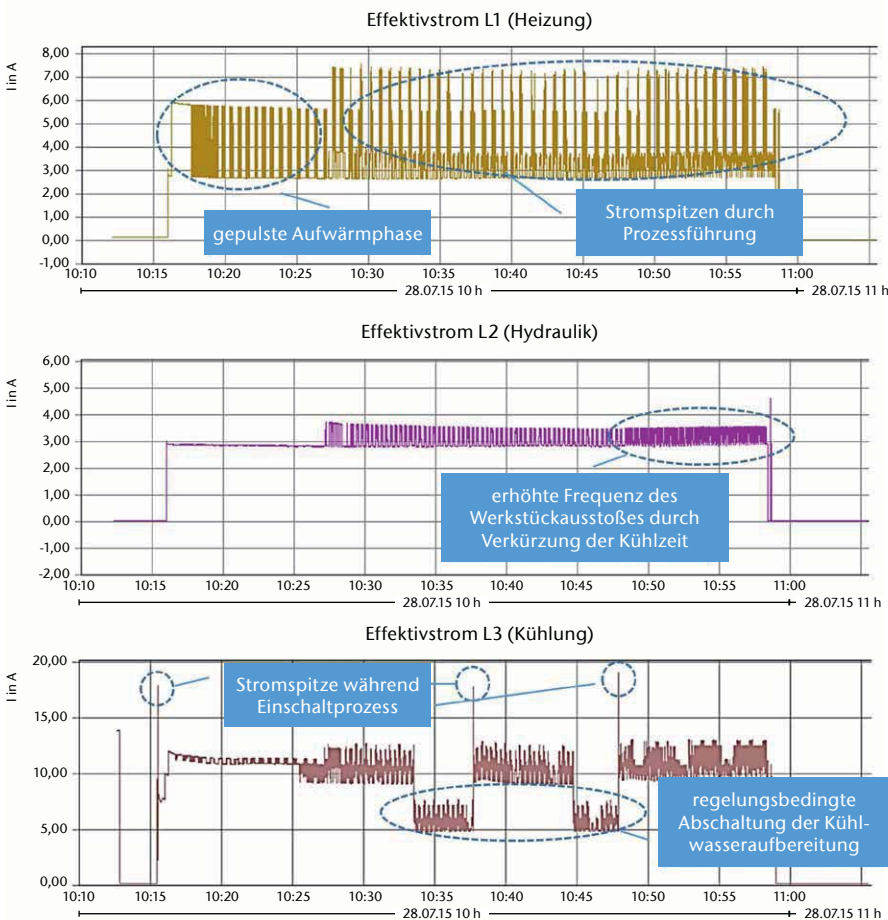 Effektivstrom L1 (Heizung)
I in A
8,00
7,00
6,00
5,00
4,00
3,00
2,00
1,00
0,00
-1,00
gepulste Aufwärmphase
Stromspitzen durch
Prozessführung
10:10 10:15 10:20 10:25 10:30 10:35 10:40 10:45 10:50 10:55 11:00
28.07.15 10 h 28.07.15 11 h
Effektivstrom L2 (Hydraulik)
I in A
6,00
5,00
4,00
3,00
2,00
1,00
0,00
-1,00
-2,00
erhöhte Frequenz des
Werkstückausstoßes durch
Verkürzung der Kühlzeit
10:10 10:15 10:20 10:25 10:30 10:35 10:40 10:45 10:50 10:55 11:00
28.07.15 10 h 28.07.15 11 h
Effektivstrom L3 (Kühlung)
I in A
20,00
15,00
10,00
5,00
0,00
Stromspitze während
Einschaltprozess
regelungsbedingte
Abschaltung der Kühl-
wasseraufbereitung
10:10 10:15 10:20 10:25 10:30 10:35 10:40 10:45 10:50 10:55 11:00
28.07.15 10 h 28.07.15 11 h